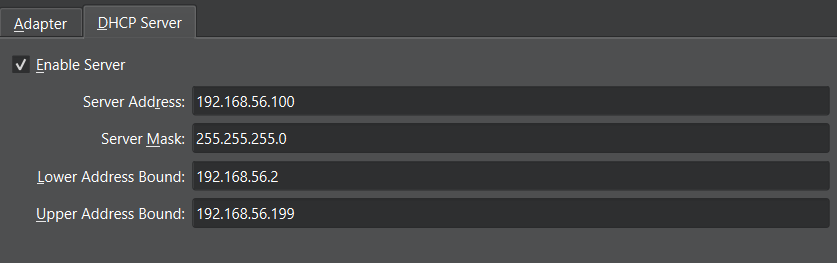 Adapter DHCP Server
Enable Server
Server Address: 192.168.56.100
Server Mask: 255.255.255.0
Lower Address Bound: 192.168.56.2
Upper Address Bound: 192.168.56.199